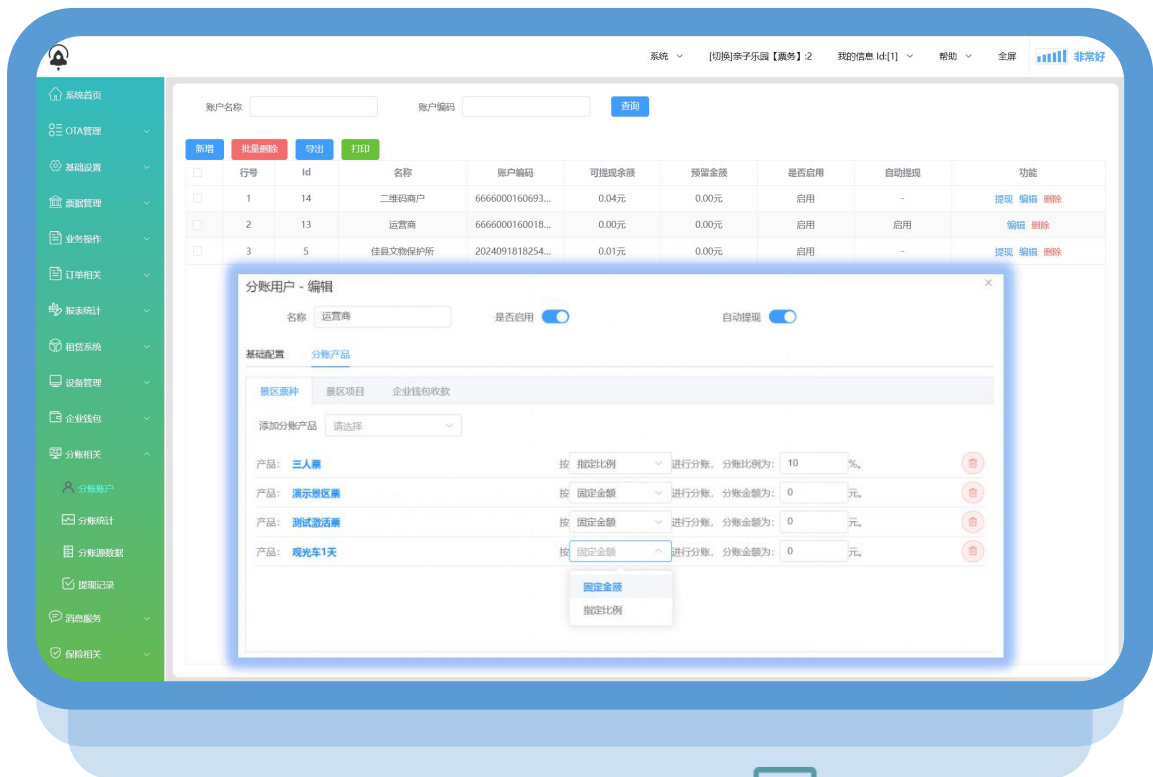 系统 [切换]亲子乐园【票务】:2 我的信息 Id:[1] 帮助 全屏 非常好
系统首页
OTA管理
基础设置
票据管理
业务操作
订单相关
报表统计
租赁系统
设备管理
企业钱包
分账相关
分账账户
分账统计
分账源数据
提现记录
消息服务
保险相关
账户名称 账户编码 查询
新增 批量删除 导出 打印
行号 Id 名称 账户编码 可提现余额 预留金额 是否启用 自动提现 功能
1 14 二维码商户 6666000160693... 0.04元 0.00元 启用 - 提现 编辑 删除
2 13 运营商 6666000160018... 0.00元 0.00元 启用 启用 编辑 删除
3 5 佳县文物保护所 2024091818254... 0.01元 0.00元 启用 - 提现 编辑 删除
分账用户 - 编辑 ×
名称 运营商 是否启用 自动提现
基础配置 分账产品
景区票种 景区项目 企业钱包收款
添加分账产品 请选择
产品: 三人票 按 指定比例 进行分账, 分账比例为: 10 %。
产品: 演示景区票 按 固定金额 进行分账, 分账金额为: 0 元。
产品: 测试激活票 按 固定金额 进行分账, 分账金额为: 0 元。
产品: 观光车1天 按 固定金额 进行分账, 分账金额为: 0 元。
固定金额
指定比例